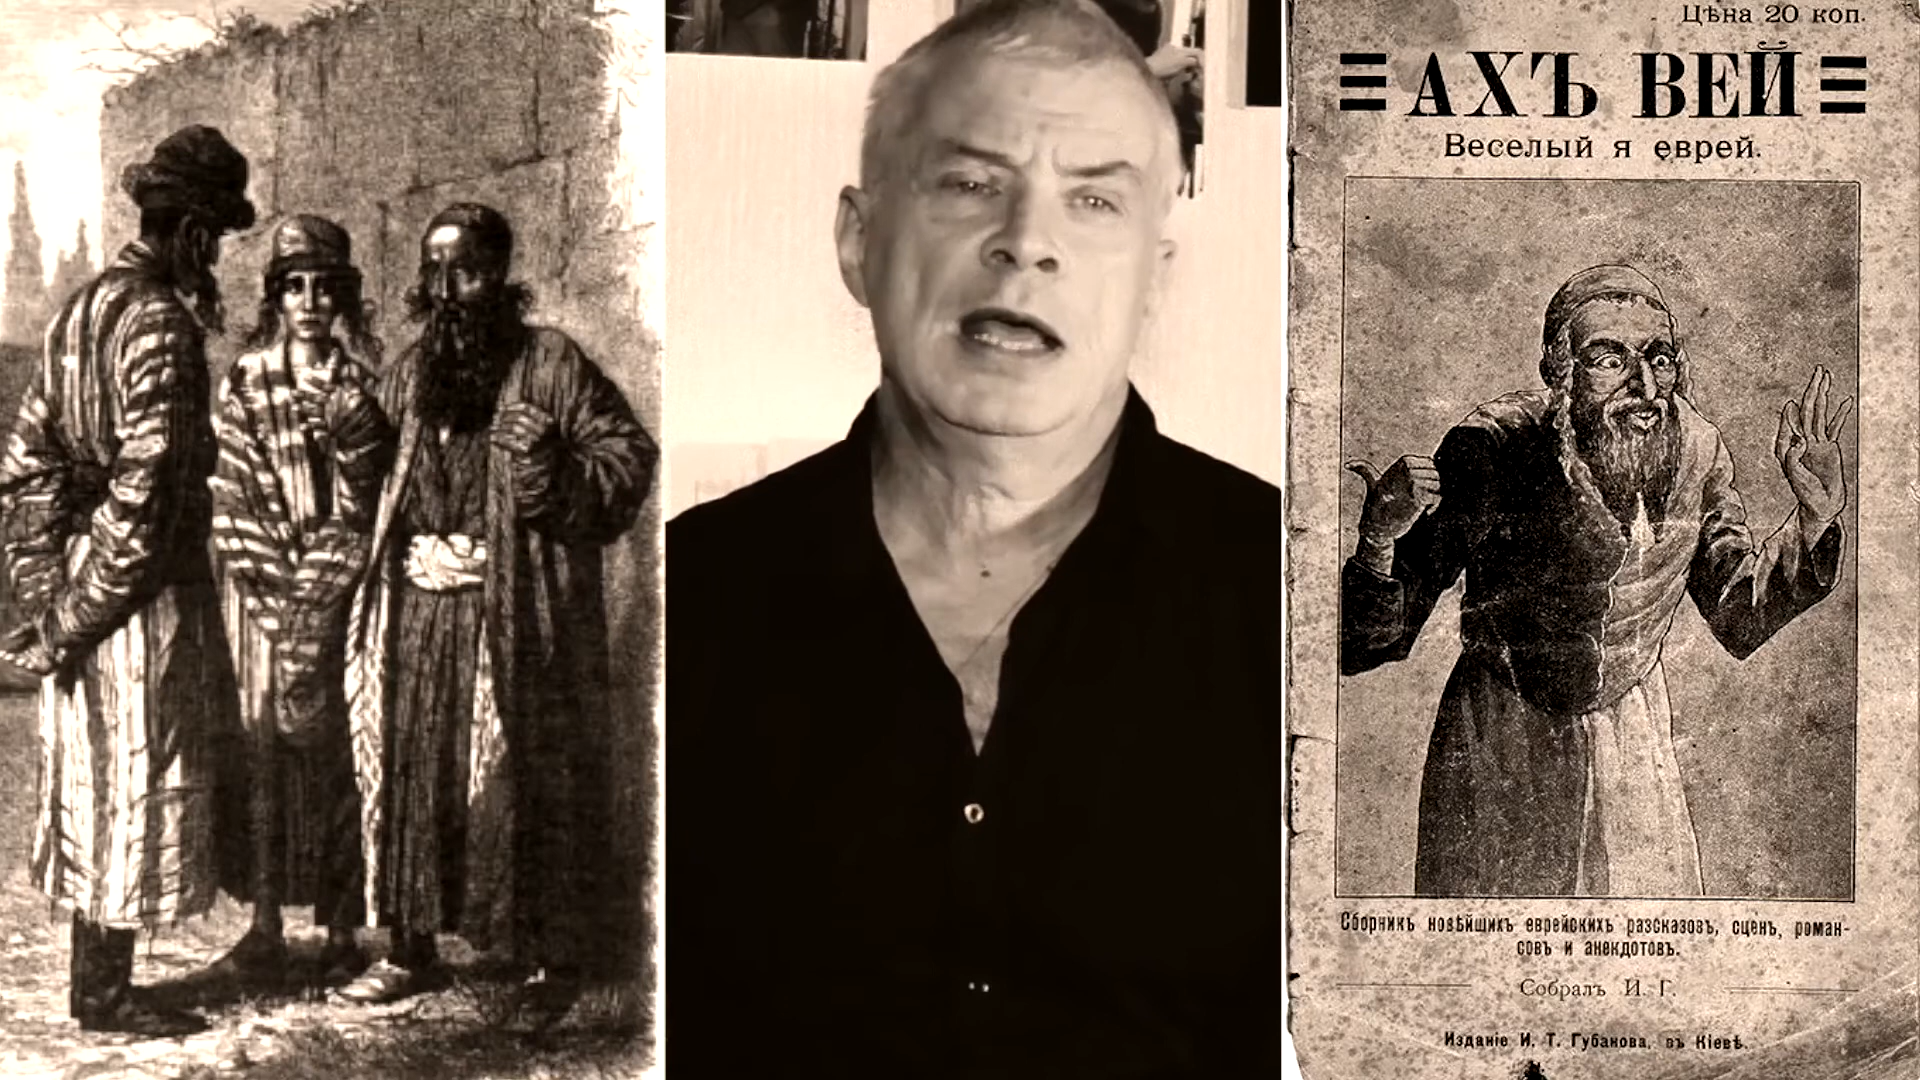 Цѣна 20 коп.
АХЪ ВЕЙ
Веселый я еврей.
Сборникъ новѣйшихъ еврейскихъ разсказовъ, сценъ, роман-
совъ и анекдотовъ.
Собралъ И. Г.
Изданіе И. Т. Губанова, въ Кіевѣ.